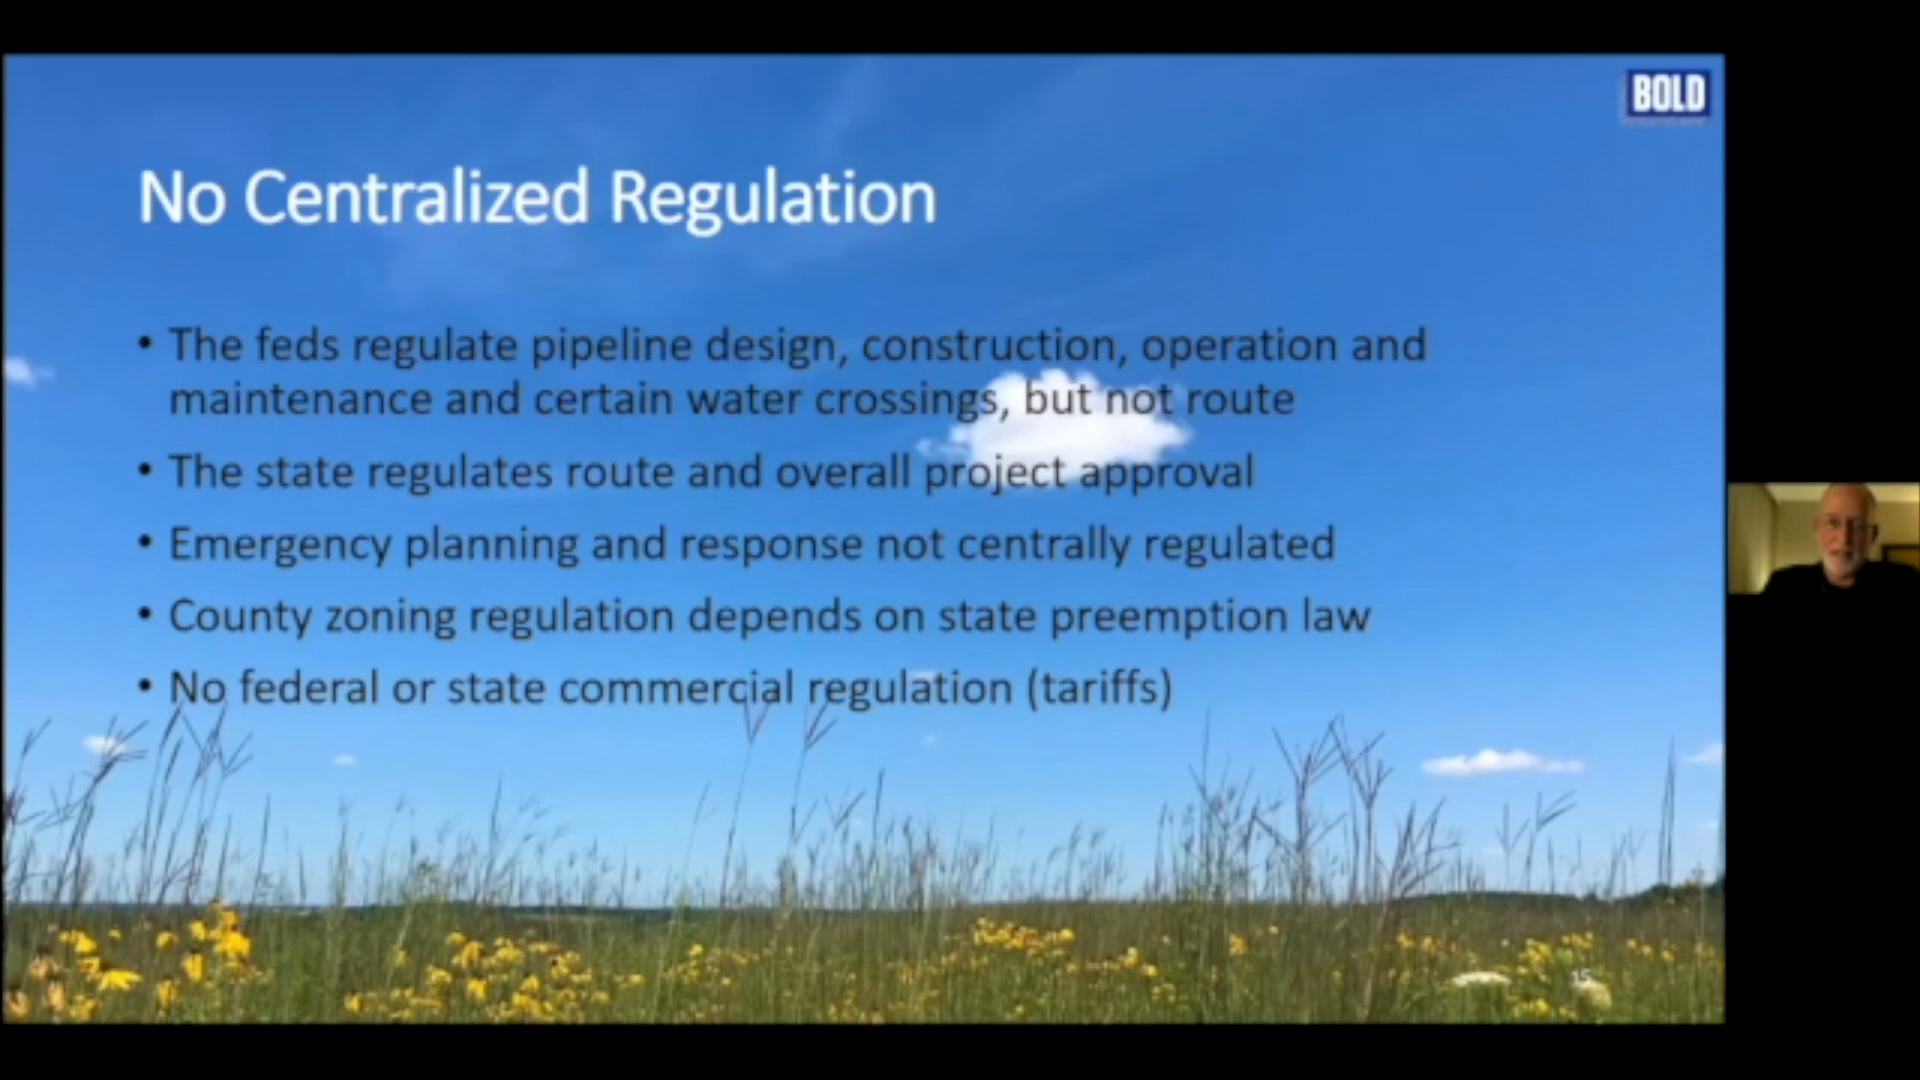 BOLD
No Centralized Regulation
• The feds regulate pipeline design, construction, operation and
maintenance and certain water crossings, but not route
• The state regulates route and overall project approval
• Emergency planning and response not centrally regulated
• County zoning regulation depends on state preemption law
• No federal or state commercial regulation (tariffs)
15